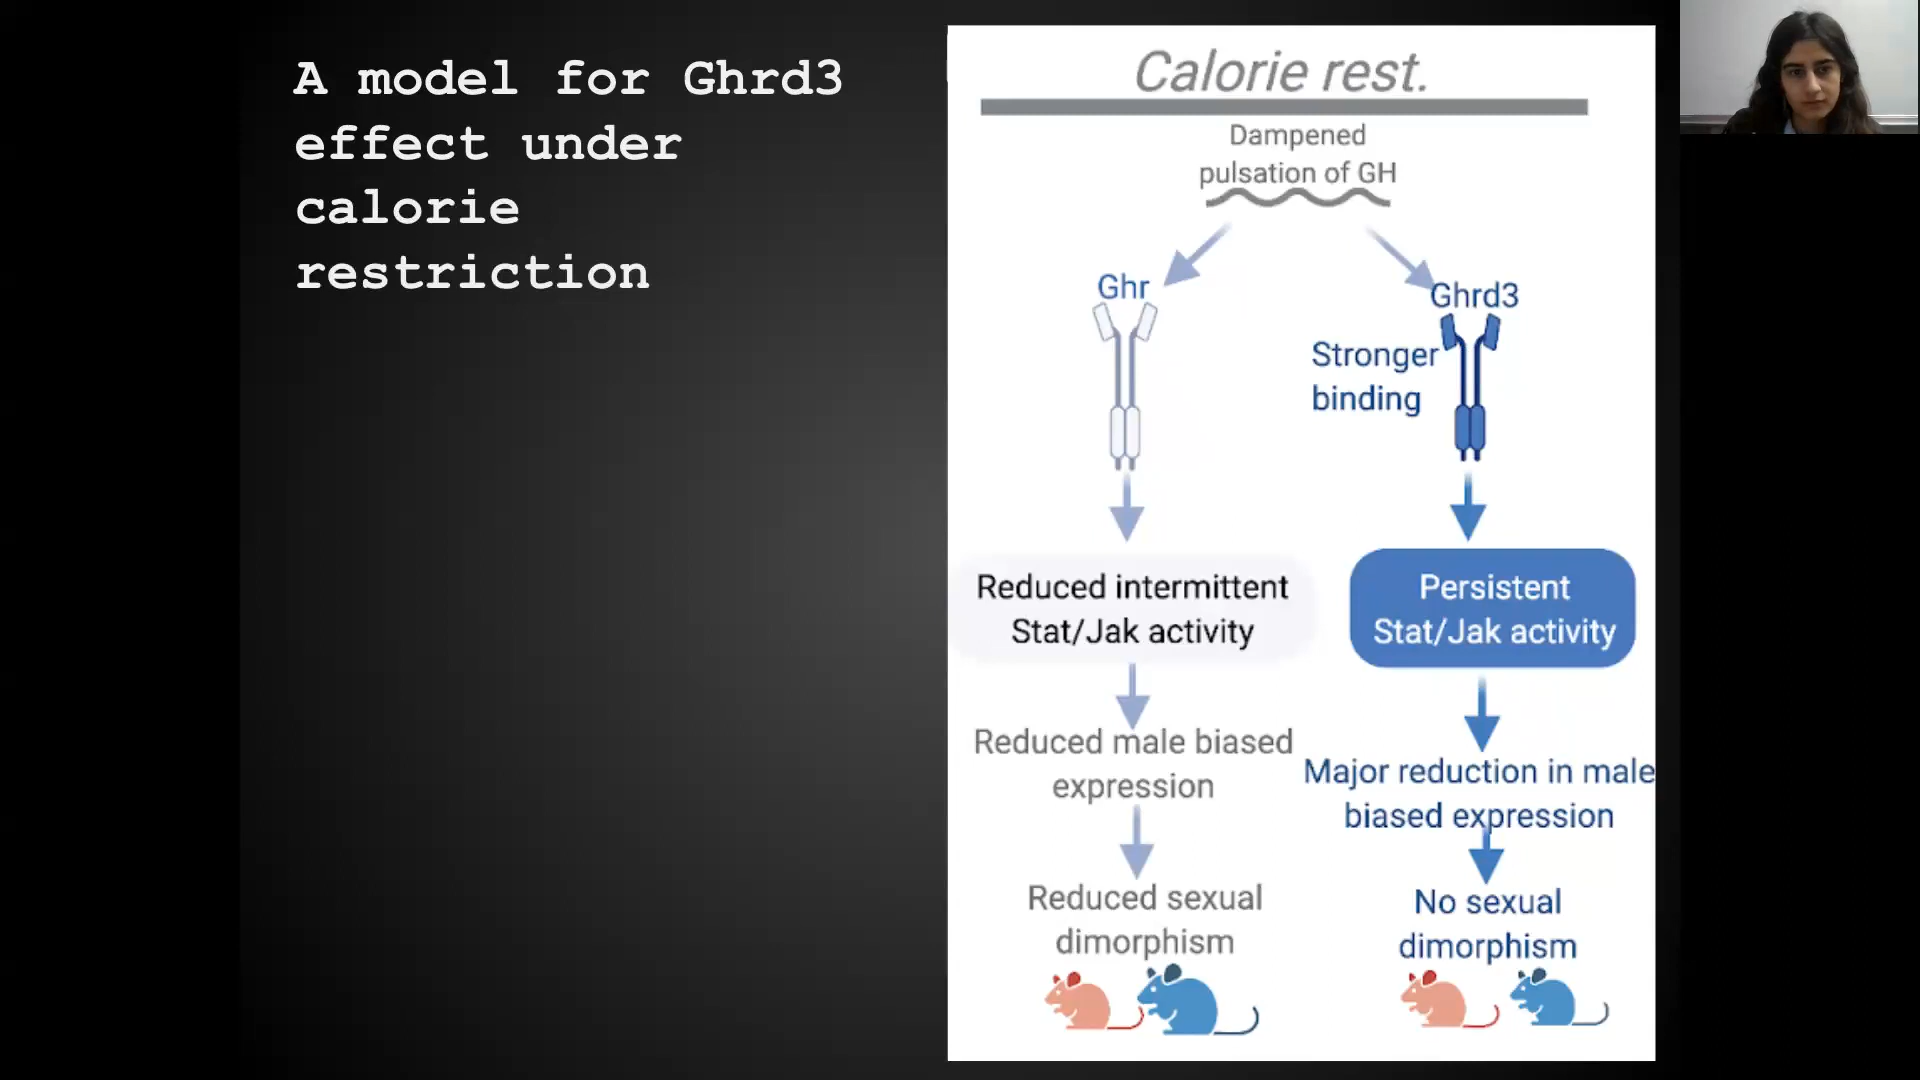 A model for Ghrd3
effect under
calorie
restriction
Calorie rest.
Dampened
pulsation of GH
Ghr
Ghrd3
Stronger
binding
Reduced intermittent
Stat/Jak activity
Persistent
Stat/Jak activity
Reduced male biased
expression
Major reduction in male
biased expression
Reduced sexual
dimorphism
No sexual
dimorphism